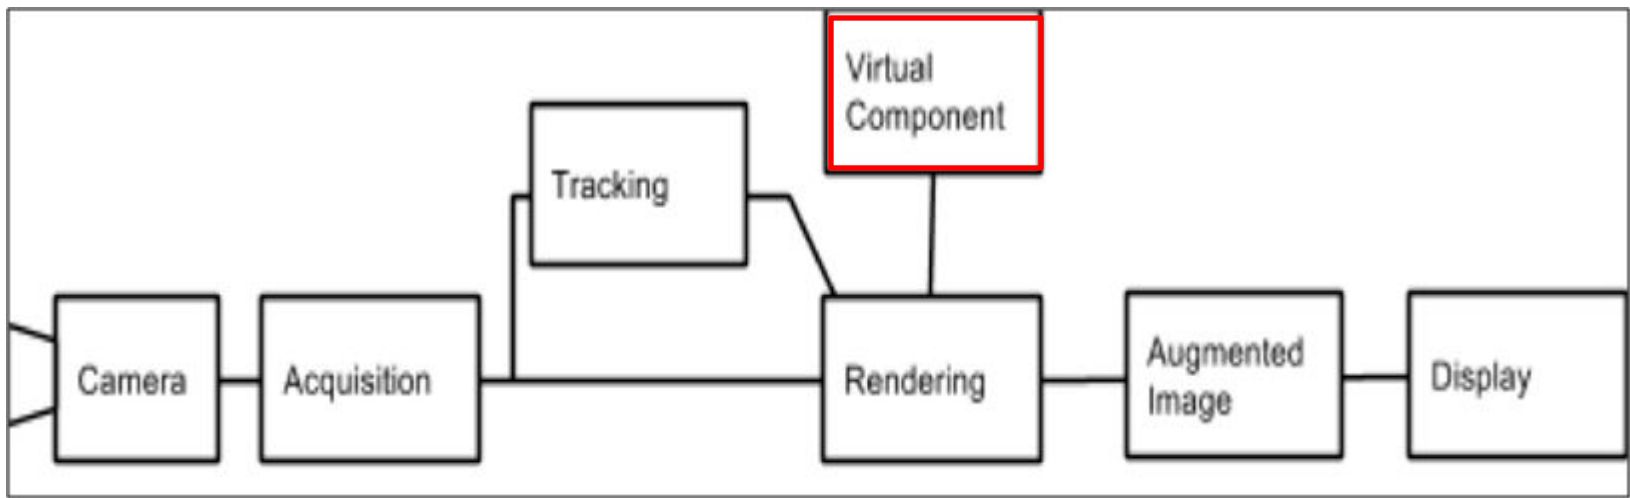 Virtual
Component
Tracking
Camera
Acquisition
Rendering
Augmented
Image
Display